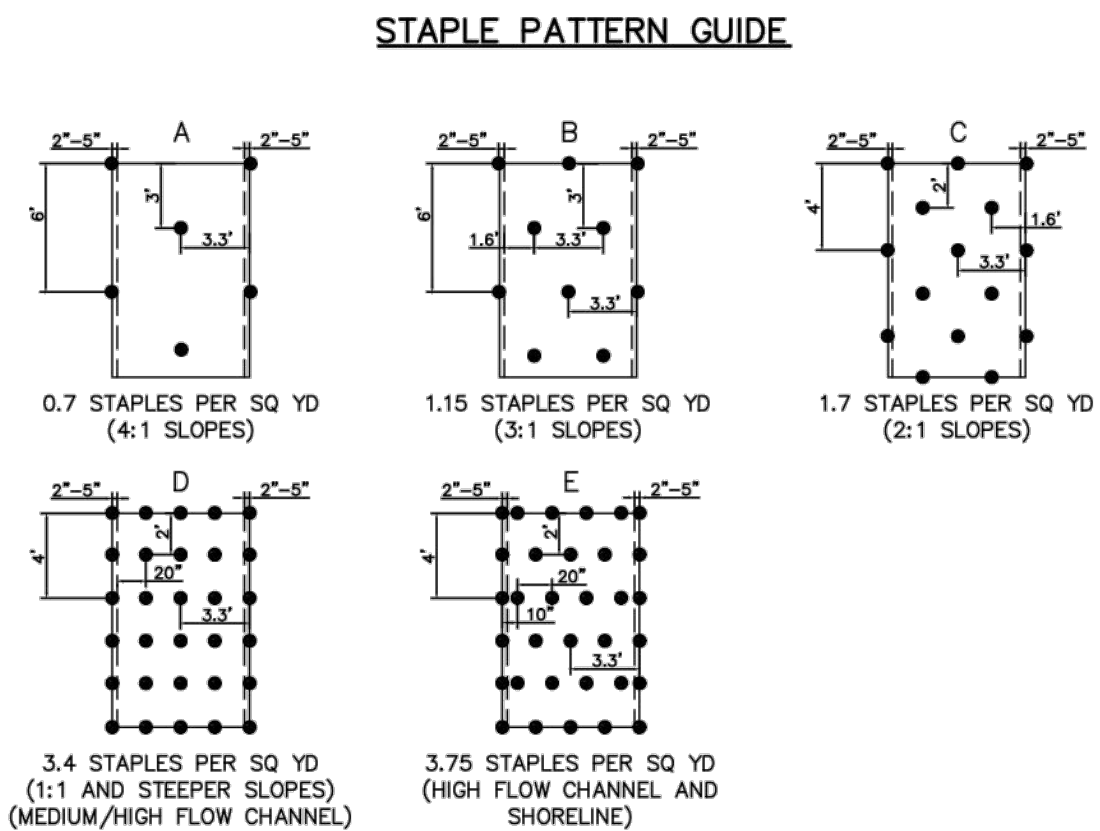 STAPLE PATTERN GUIDE
A
2"-5"
2"-5"
6'
3'
3.3'
0.7 STAPLES PER SQ YD
(4:1 SLOPES)
B
2"-5"
2"-5"
6'
3'
1.6'
3.3'
3.3'
1.15 STAPLES PER SQ YD
(3:1 SLOPES)
C
2"-5"
2"-5"
4'
2'
1.6'
3.3'
1.7 STAPLES PER SQ YD
(2:1 SLOPES)
D
2"-5"
2"-5"
4'
2'
20"
3.3'
3.4 STAPLES PER SQ YD
(1:1 AND STEEPER SLOPES)
(MEDIUM/HIGH FLOW CHANNEL)
E
2"-5"
2"-5"
4'
2'
20"
10"
3.3'
3.75 STAPLES PER SQ YD
(HIGH FLOW CHANNEL AND
SHORELINE)